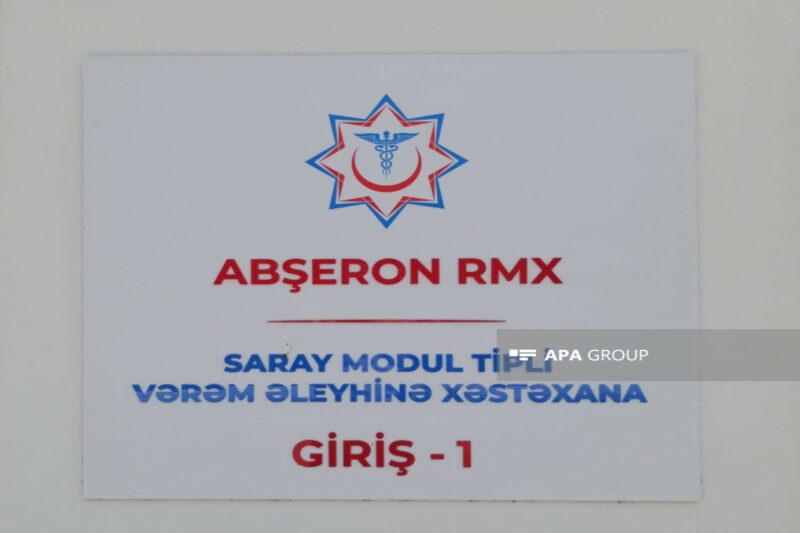 ABŞERON RMX
SARAY MODUL TİPLİ
APA GROUP
VƏRƏM ƏLEYHİNƏ XƏSTƏXANA
GİRİŞ - 1